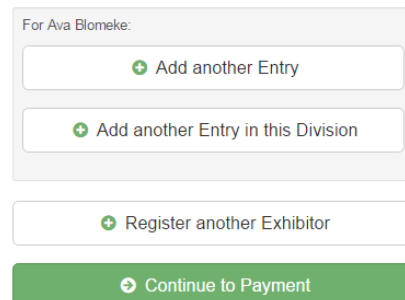 For Ava Blomeke:
Add another Entry
Add another Entry in this Division
Register another Exhibitor
Continue to Payment